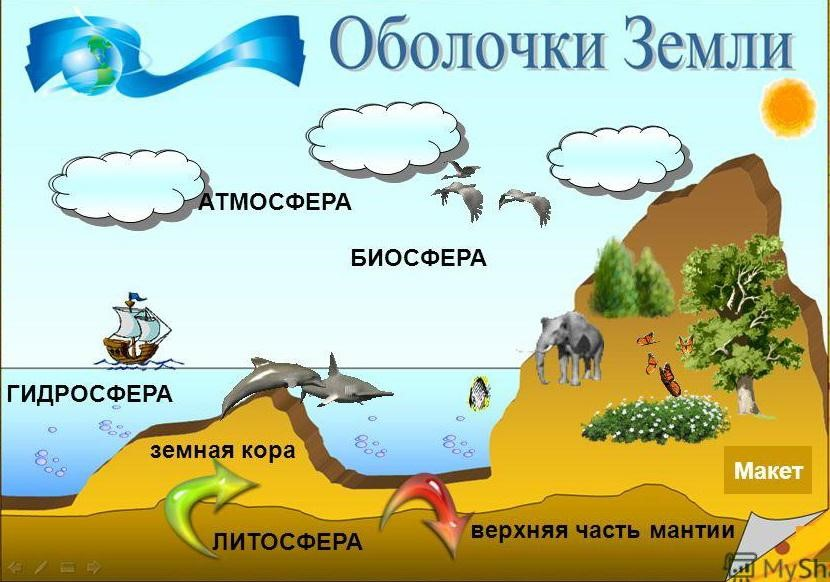 Оболочки Земли
АТМОСФЕРА
БИОСФЕРА
ГИДРОСФЕРА
земная кора
Макет
верхняя часть мантии
ЛИТОСФЕРА
MySh